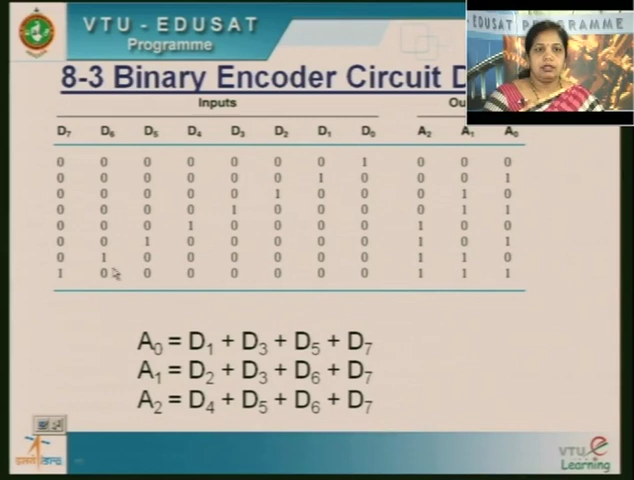 VTU - EDUSAT
Programme
EDUSAT PROGRAMME
8-3 Binary Encoder Circuit D
Inputs Ou
D7 D6 D5 D4 D3 D2 D1 D0 A2 A1 A0
0 0 0 0 0 0 0 1 0 0 0
0 0 0 0 0 0 1 0 0 0 1
0 0 0 0 0 1 0 0 0 1 0
0 0 0 0 1 0 0 0 0 1 1
0 0 0 1 0 0 0 0 1 0 0
0 0 1 0 0 0 0 0 1 0 1
0 1 0 0 0 0 0 0 1 1 0
1 0 0 0 0 0 0 0 1 1 1
A0 = D1 + D3 + D5 + D7
A1 = D2 + D3 + D6 + D7
A2 = D4 + D5 + D6 + D7
VTU e
Learning